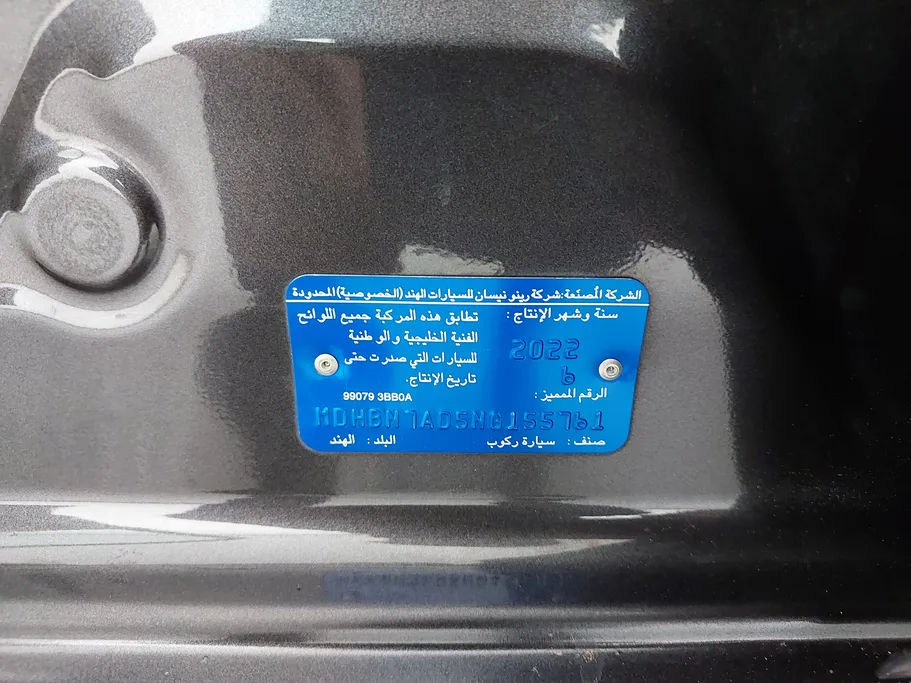 الشركة المصنعة: شركة رينو نيسان للسيارات الهند (الخصوصية) المحدودة
سنة وشهر الإنتاج :
2022
6
تطابق هذه المركبة جميع اللوائح
الفنية الخليجية والوطنية
للسيارات التي صدرت حتى
تاريخ الإنتاج.
الرقم المميز :
99079 3BB0A
MDHBN7AD5NG155761
صنف : سيارة ركوب
البلد : الهند